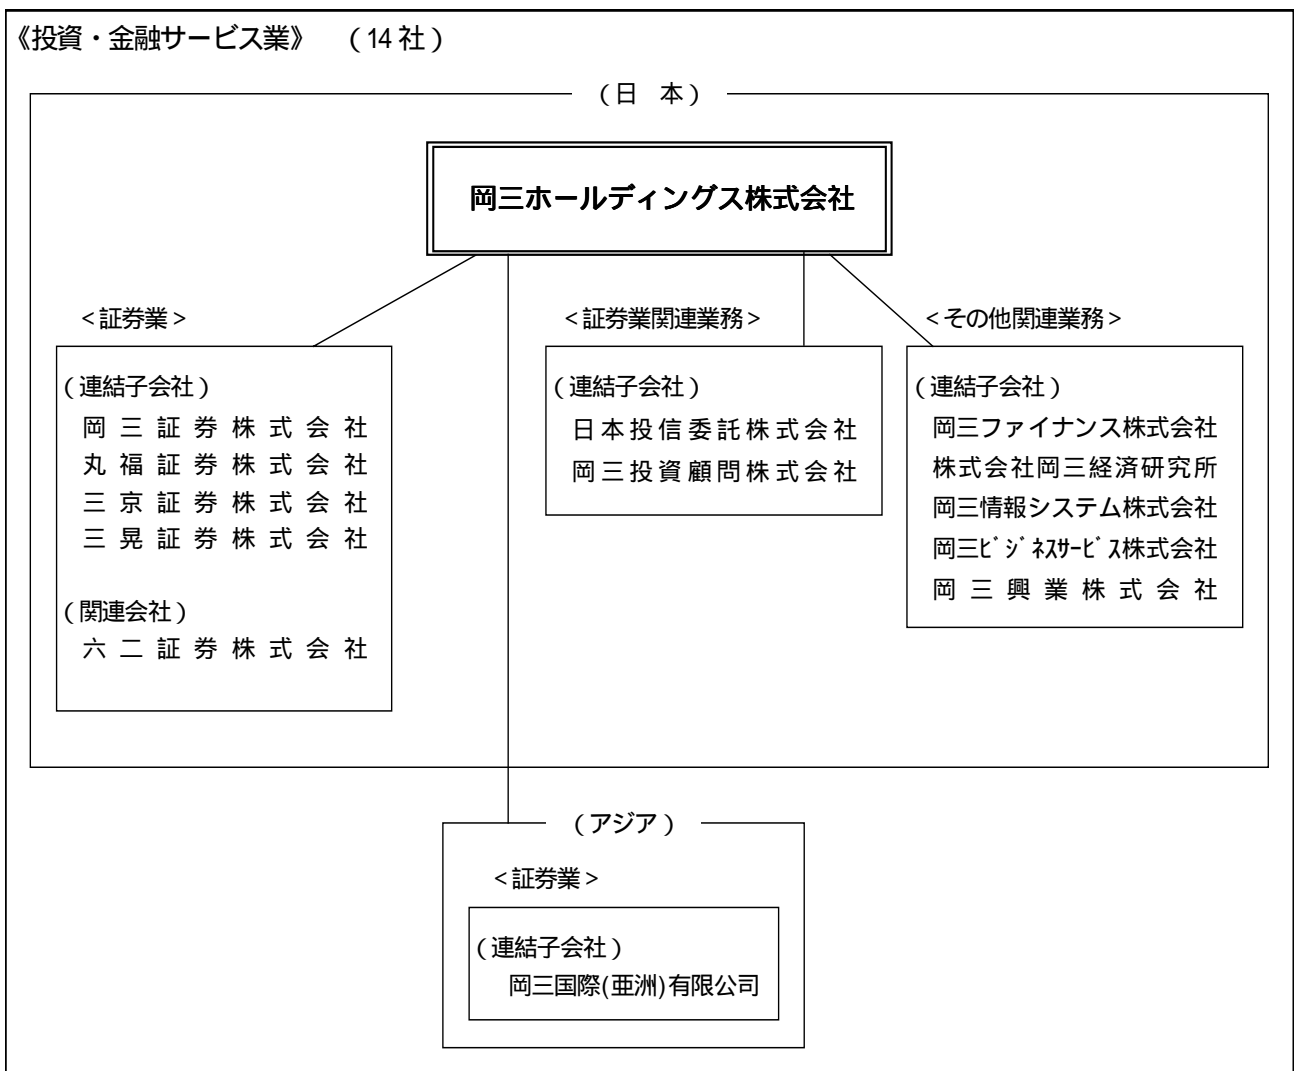 《投資・金融サービス業》　（14 社）
（日　本）
岡三ホールディングス株式会社
＜証券業＞
（連結子会社）
岡三証券株式会社
丸福証券株式会社
三京証券株式会社
三晃証券株式会社
（関連会社）
六二証券株式会社
＜証券業関連業務＞
（連結子会社）
日本投信委託株式会社
岡三投資顧問株式会社
＜その他関連業務＞
（連結子会社）
岡三ファイナンス株式会社
株式会社岡三経済研究所
岡三情報システム株式会社
岡三ﾋﾞｼﾞﾈｽｻｰﾋﾞｽ株式会社
岡三興業株式会社
（アジア）
＜証券業＞
（連結子会社）
岡三国際(亜洲)有限公司